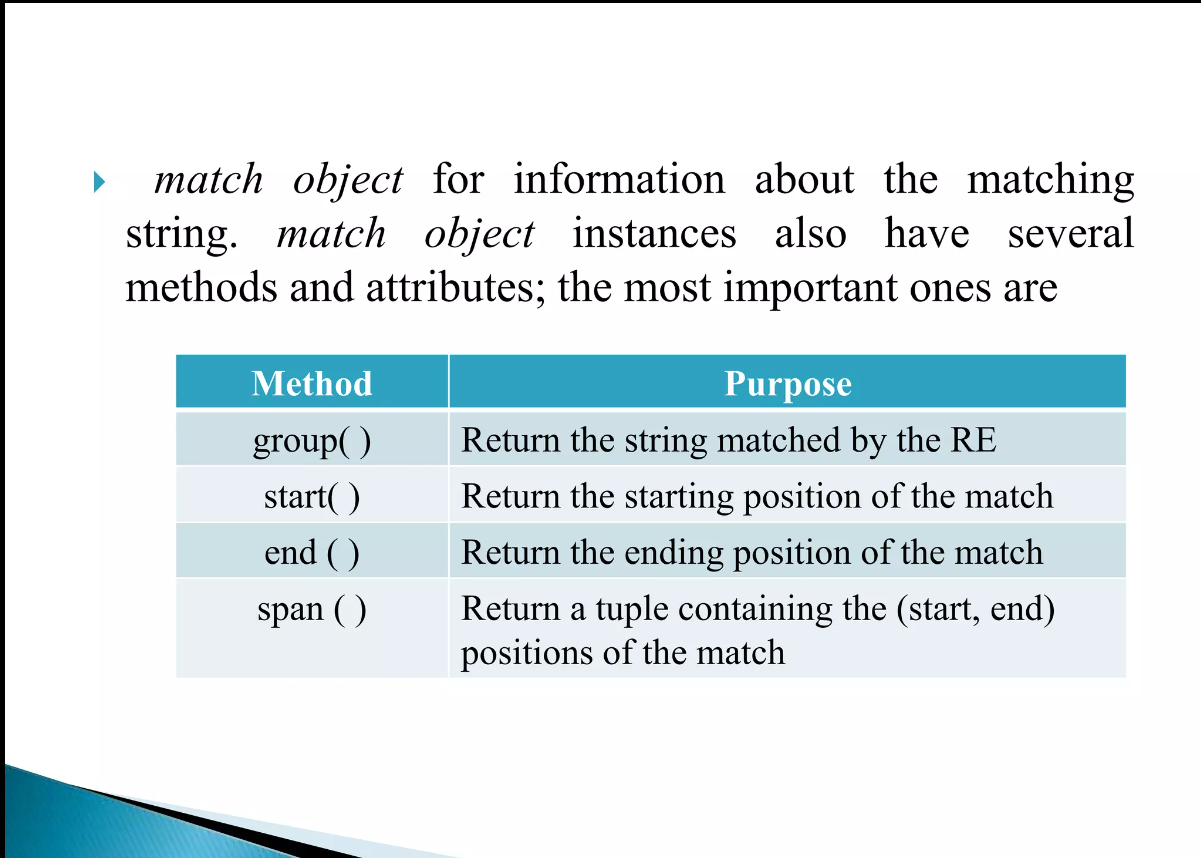 match object for information about the matching
string. match object instances also have several
methods and attributes; the most important ones are
Method Purpose
group( ) Return the string matched by the RE
start( ) Return the starting position of the match
end ( ) Return the ending position of the match
span ( ) Return a tuple containing the (start, end)
positions of the match